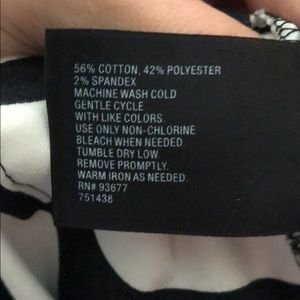 56% COTTON, 42% POLYESTER
2% SPANDEX
MACHINE WASH COLD
GENTLE CYCLE
WITH LIKE COLORS.
USE ONLY NON-CHLORINE
BLEACH WHEN NEEDED.
TUMBLE DRY LOW.
REMOVE PROMPTLY.
WARM IRON AS NEEDED.
RN# 93677
751438